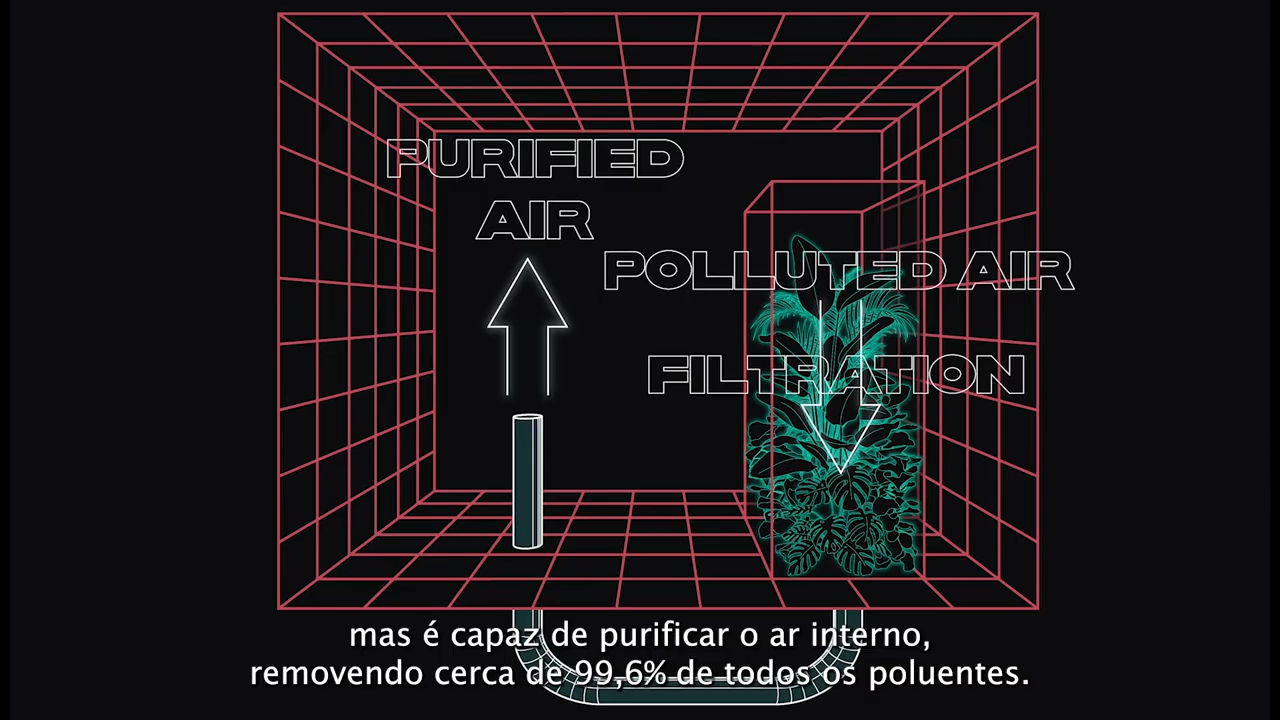 PURIFIED
AIR
POLLUTED AIR
FILTRATION
mas é capaz de purificar o ar interno,
removendo cerca de 99,6% de todos os poluentes.